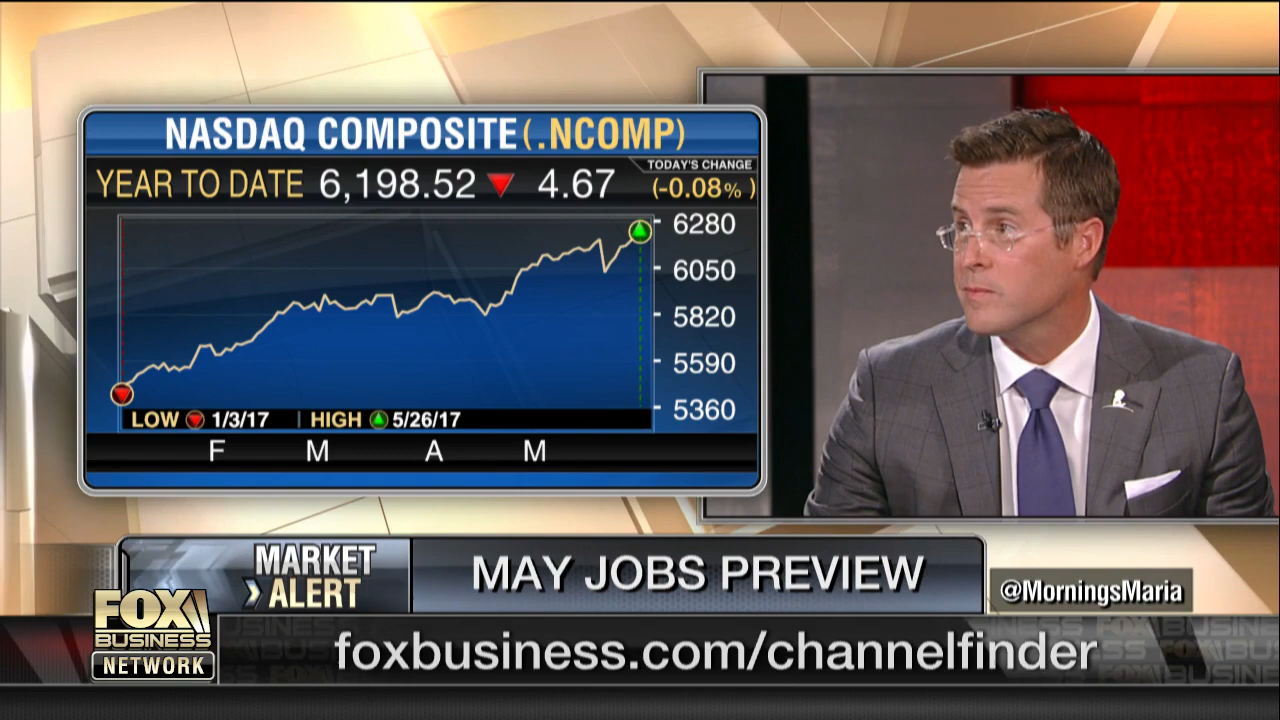 NASDAQ COMPOSITE (.NCOMP)
TODAY'S CHANGE
YEAR TO DATE 6,198.52 4.67 (-0.08%)
6280
6050
5820
5590
5360
LOW 1/3/17 | HIGH 5/26/17
F M A M
MARKET
ALERT
MAY JOBS PREVIEW
@MorningsMaria
FOX
BUSINESS
NETWORK
foxbusiness.com/channelfinder